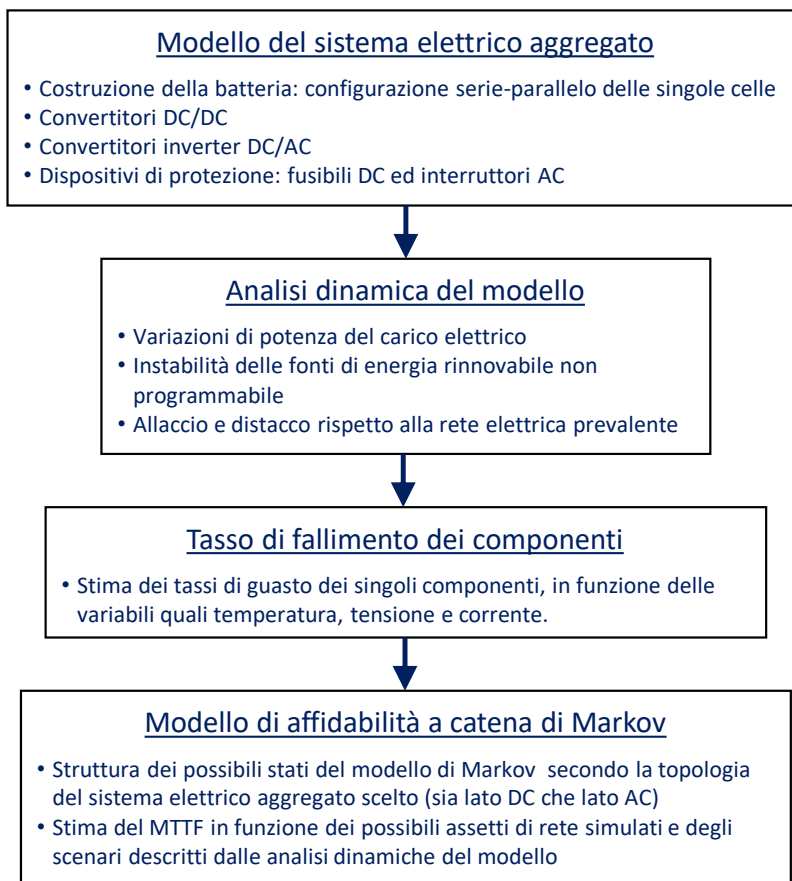 Modello del sistema elettrico aggregato
• Costruzione della batteria: configurazione serie-parallelo delle singole celle
• Convertitori DC/DC
• Convertitori inverter DC/AC
• Dispositivi di protezione: fusibili DC ed interruttori AC
Analisi dinamica del modello
• Variazioni di potenza del carico elettrico
• Instabilità delle fonti di energia rinnovabile non
programmabile
• Allaccio e distacco rispetto alla rete elettrica prevalente
Tasso di fallimento dei componenti
• Stima dei tassi di guasto dei singoli componenti, in funzione delle
variabili quali temperatura, tensione e corrente.
Modello di affidabilità a catena di Markov
• Struttura dei possibili stati del modello di Markov secondo la topologia
del sistema elettrico aggregato scelto (sia lato DC che lato AC)
• Stima del MTTF in funzione dei possibili assetti di rete simulati e degli
scenari descritti dalle analisi dinamiche del modello